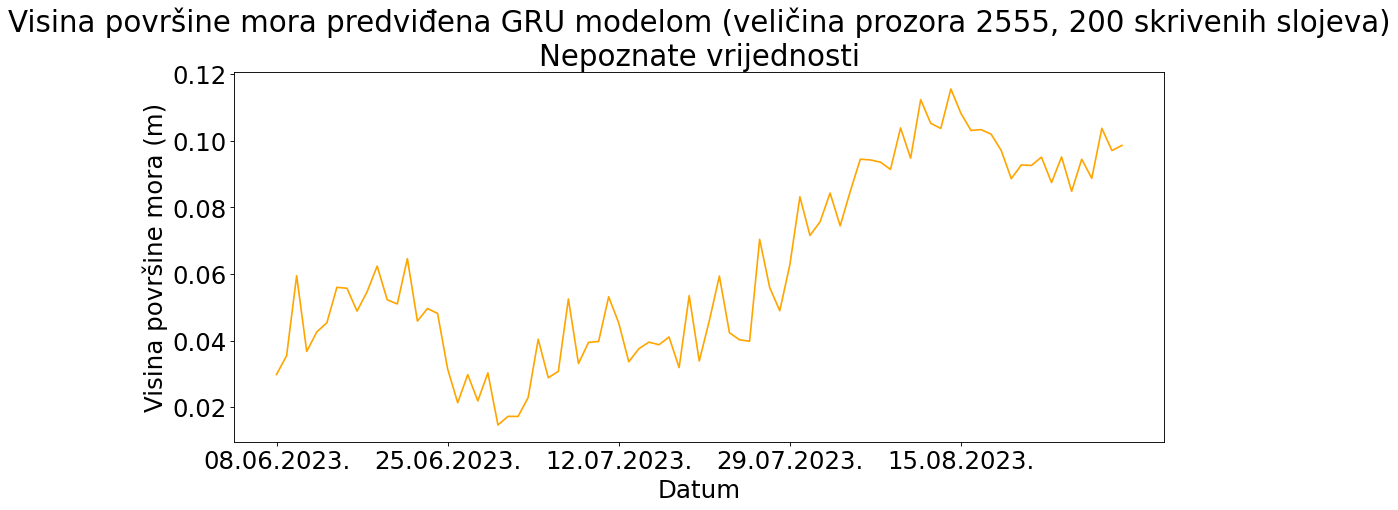 Visina površine mora predviđena GRU modelom (veličina prozora 2555, 200 skrivenih slojeva)
Nepoznate vrijednosti
Visina površine mora (m)
0.12
0.10
0.08
0.06
0.04
0.02
08.06.2023. 25.06.2023. 12.07.2023. 29.07.2023. 15.08.2023.
Datum